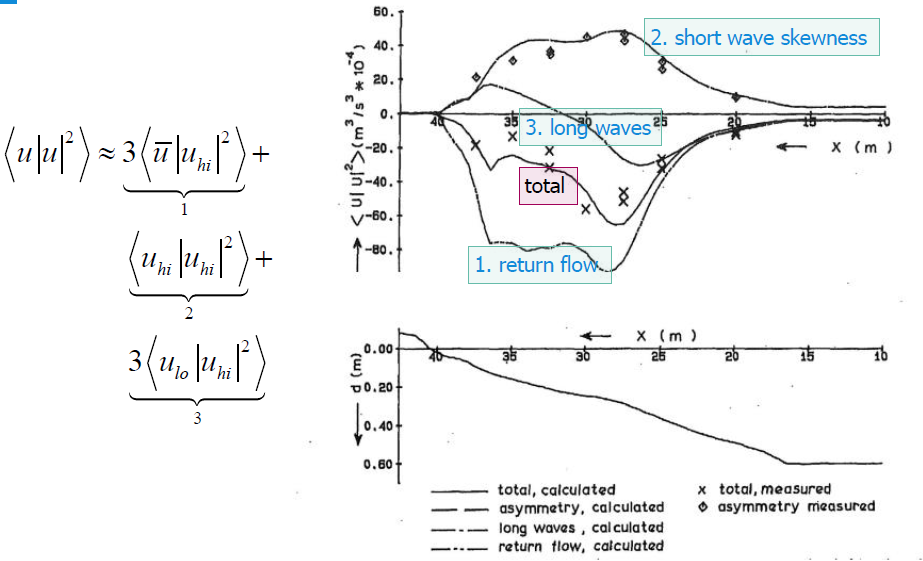 ⟨u|u|²⟩ ≈ 3⟨u̅|u_hi|²⟩ +
1
⟨u_hi|u_hi|²⟩ +
2
3⟨u_lo|u_hi|²⟩
3
<U|U|²> (m³/s³*10⁻⁴)
60.
40.
20.
0.
-20.
-40.
-60.
-80.
40 35 25 20 15 10
X (m)
2. short wave skewness
3. long waves
total
1. return flow
X (m)
40 35 30 25 20 15 10
d (m)
0.00
0.20
0.40
0.60
total, calculated
asymmetry, calculated
long waves , calculated
return flow, calculated
x total, measured
asymmetry measured